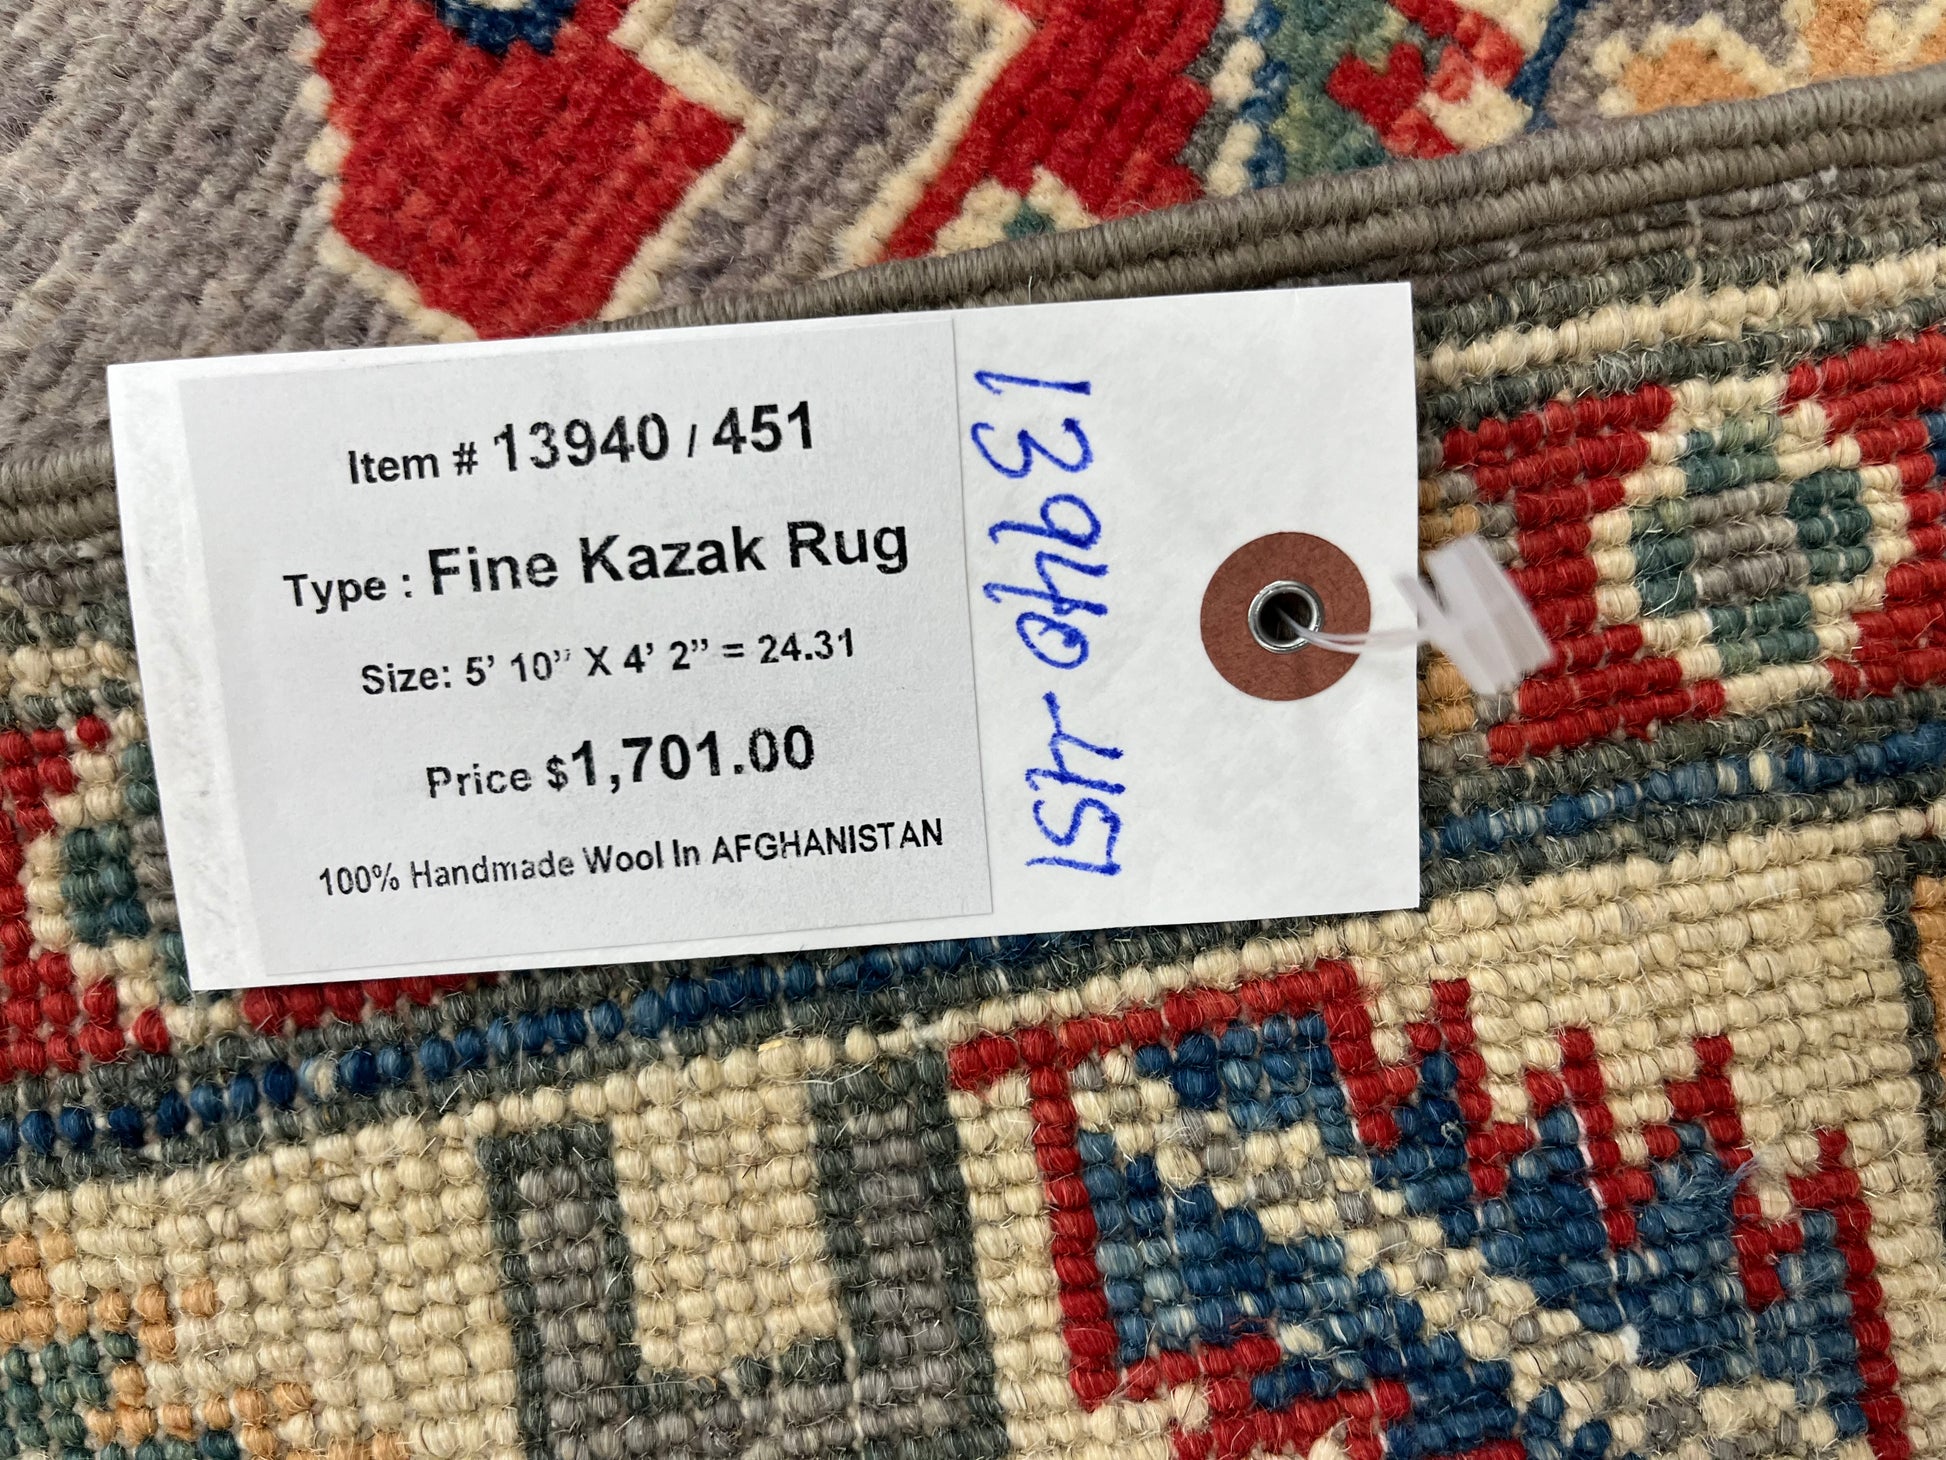 Item # 13940 / 451
Type : Fine Kazak Rug
Size: 5’ 10” X 4’ 2” = 24.31
Price $1,701.00
100% Handmade Wool In AFGHANISTAN
13940-451